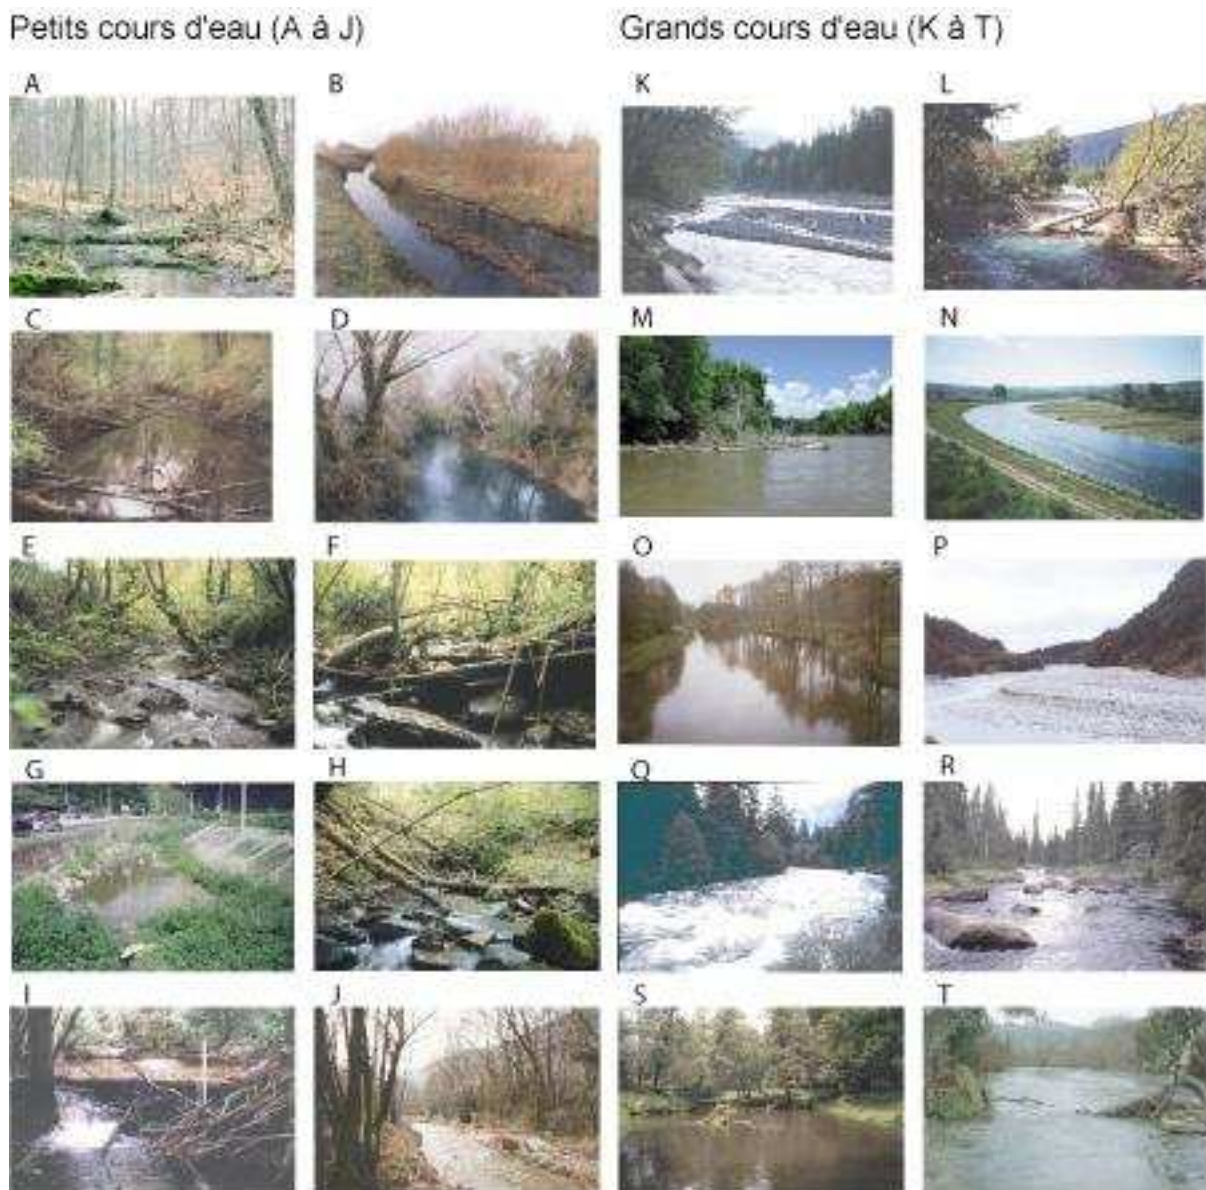 Petits cours d'eau (A à J)
Grands cours d'eau (K à T)
A
B
K
L
C
D
M
N
E
F
O
P
G
H
Q
R
I
J
S
T